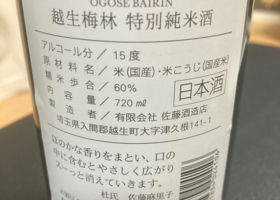 OGOSE BAIRIN
越生梅林 特別純米酒
アルコール分／15度
原材料名／米(国産)・米こうじ(国産米)
精米歩合／60%
内容量／720㎖
日本酒
製造者／有限会社 佐藤酒造店
埼玉県入間郡越生町大字津久根141-1
ほのかな香りをまとい、口の
中に含むとやさしく広がり
スーっと消えていきます。
杜氏 佐藤麻里子